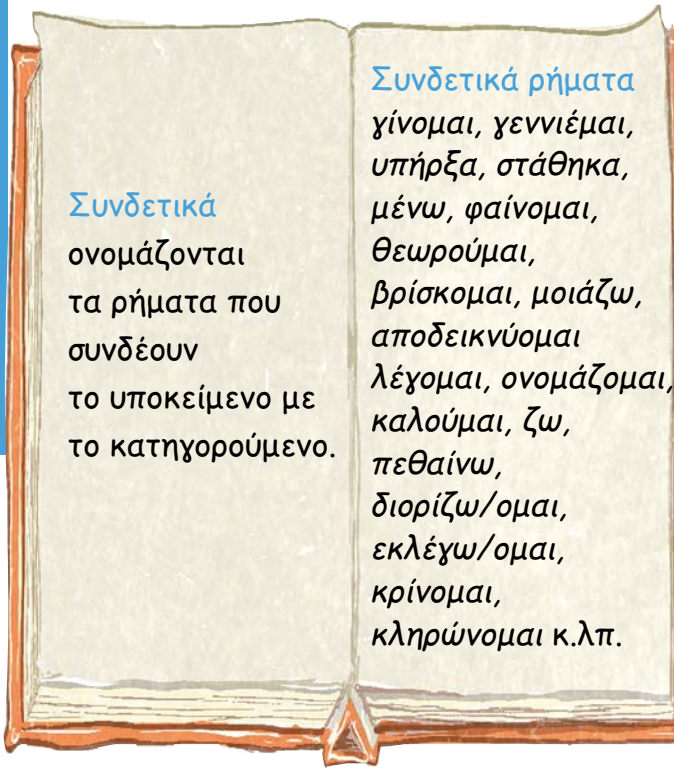 Συνδετικά
ονομάζονται
τα ρήματα που
συνδέουν
το υποκείμενο με
το κατηγορούμενο.
Συνδετικά ρήματα
γίνομαι, γεννιέμαι,
υπήρξα, στάθηκα,
μένω, φαίνομαι,
θεωρούμαι,
βρίσκομαι, μοιάζω,
αποδεικνύομαι
λέγομαι, ονομάζομαι,
καλούμαι, ζω,
πεθαίνω,
διορίζω/ομαι,
εκλέγω/ομαι,
κρίνομαι,
κληρώνομαι κ.λπ.